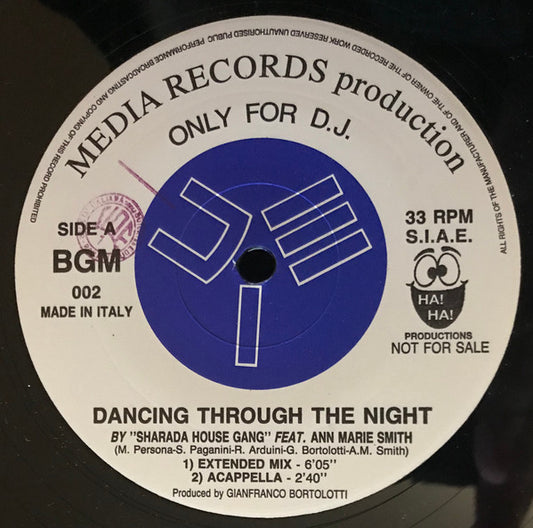 ALL RIGHTS OF THE MANUFACTURER AND OF THE OWNER OF THE RECORDED WORK RESERVED UNAUTHORISED PUBLIC PERFORMANCE BROADCASTING AND COPYING OF THIS RECORD PROHIBITED
MEDIA RECORDS production
ONLY FOR D.J.
SIDE A
BGM
002
MADE IN ITALY
33 RPM
S.I.A.E.
HA!
HA!
PRODUCTIONS
NOT FOR SALE
DANCING THROUGH THE NIGHT
BY "SHARADA HOUSE GANG" FEAT. ANN MARIE SMITH
(M. Persona-S. Paganini-R. Arduini-G. Bortolotti-A.M. Smith)
1) EXTENDED MIX - 6'05"
2) ACAPPELLA - 2'40"
Produced by GIANFRANCO BORTOLOTTI